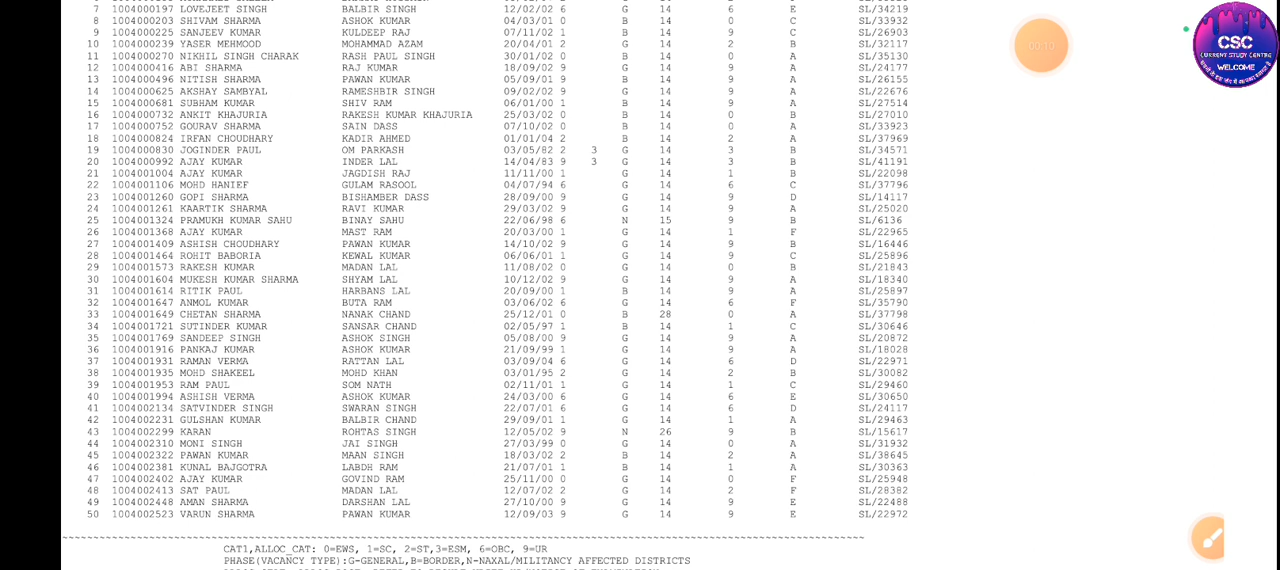 7 1004000197 LOVEJEET SINGH BALBIR SINGH 12/02/02 6 G 14 6 E SL/34219
8 1004000203 SHIVAM SHARMA ASHOK KUMAR 04/03/01 0 B 14 0 C SL/33932
9 1004000225 SANJEEV KUMAR KULDEEP RAJ 07/11/02 1 B 14 9 C SL/26903
10 1004000239 YASER MEHMOOD MOHAMMAD AZAM 20/04/01 2 G 14 2 B SL/32117
11 1004000270 NIKHIL SINGH CHARAK RASH PAUL SINGH 30/01/02 0 B 14 0 A SL/35130
12 1004000416 ABI SHARMA RAJ KUMAR 18/09/02 9 G 14 9 A SL/24177
13 1004000496 NITISH SHARMA PAWAN KUMAR 05/09/01 9 B 14 9 A SL/26155
14 1004000625 AKSHAY SAMBYAL RAMESHBIR SINGH 09/02/02 9 G 14 9 A SL/22676
15 1004000681 SUBHAM KUMAR SHIV RAM 06/01/00 1 B 14 9 A SL/27514
16 1004000732 ANKIT KHAJURIA RAKESH KUMAR KHAJURIA 25/03/02 0 B 14 0 B SL/27010
17 1004000752 GOURAV SHARMA SAIN DASS 07/10/02 0 B 14 0 A SL/33923
18 1004000824 IRFAN CHOUDHARY KADIR AHMED 01/01/04 2 B 14 2 A SL/37969
19 1004000830 JOGINDER PAUL OM PARKASH 03/05/82 2 3 G 14 3 B SL/34571
20 1004000992 AJAY KUMAR INDER LAL 14/04/83 9 3 G 14 3 B SL/41191
21 1004001004 AJAY KUMAR JAGDISH RAJ 11/11/00 1 G 14 1 B SL/22098
22 1004001106 MOHD HANIEF GULAM RASOOL 04/07/94 6 G 14 6 C SL/37796
23 1004001260 GOPI SHARMA BISHAMBER DASS 28/09/00 9 G 14 9 D SL/14117
24 1004001261 KAARTIK SHARMA RAVI KUMAR 29/03/02 9 G 14 9 A SL/25020
25 1004001324 PRAMUKH KUMAR SAHU BINAY SAHU 22/06/98 6 N 15 9 B SL/6136
26 1004001368 AJAY KUMAR MAST RAM 20/03/00 1 G 14 1 F SL/22965
27 1004001409 ASHISH CHOUDHARY PAWAN KUMAR 14/10/02 9 G 14 9 B SL/16446
28 1004001464 ROHIT BABORIA KEWAL KUMAR 06/06/01 1 G 14 9 C SL/25896
29 1004001573 RAKESH KUMAR MADAN LAL 11/08/02 0 G 14 0 B SL/21843
30 1004001604 MUKESH KUMAR SHARMA SHYAM LAL 10/12/02 9 G 14 9 A SL/18340
31 1004001614 RITIK PAUL HARBANS LAL 20/09/00 1 B 14 9 A SL/25897
32 1004001647 ANMOL KUMAR BUTA RAM 03/06/02 6 G 14 6 F SL/35790
33 1004001649 CHETAN SHARMA NANAK CHAND 25/12/01 0 B 28 0 A SL/37798
34 1004001721 SUTINDER KUMAR SANSAR CHAND 02/05/97 1 B 14 1 C SL/30646
35 1004001769 SANDEEP SINGH ASHOK SINGH 05/08/00 9 G 14 9 A SL/20872
36 1004001916 PANKAJ KUMAR ASHOK KUMAR 21/09/99 1 G 14 9 A SL/18028
37 1004001931 RAMAN VERMA RATTAN LAL 03/09/04 6 G 14 6 D SL/22971
38 1004001935 MOHD SHAKEEL MOHD KHAN 03/01/95 2 G 14 2 B SL/30082
39 1004001953 RAM PAUL SOM NATH 02/11/01 1 G 14 1 C SL/29460
40 1004001994 ASHISH VERMA ASHOK KUMAR 24/03/00 6 G 14 6 E SL/30650
41 1004002134 SATVINDER SINGH SWARAN SINGH 22/07/01 6 G 14 6 D SL/24117
42 1004002231 GULSHAN KUMAR BALBIR CHAND 29/09/01 1 G 14 1 A SL/29463
43 1004002299 KARAN ROHTAS SINGH 12/05/02 9 N 26 9 B SL/15617
44 1004002310 MONI SINGH JAI SINGH 27/03/99 0 G 14 0 A SL/31932
45 1004002322 PAWAN KUMAR MAAN SINGH 18/03/02 2 B 14 2 A SL/38645
46 1004002381 KUNAL BAJGOTRA LABDH RAM 21/07/01 1 B 14 1 A SL/30363
47 1004002402 AJAY KUMAR GOVIND RAM 25/11/00 0 G 14 0 F SL/25948
48 1004002413 SAT PAUL MADAN LAL 12/07/02 2 G 14 2 F SL/28382
49 1004002448 AMAN SHARMA DARSHAN LAL 27/10/00 9 G 14 9 E SL/22488
50 1004002523 VARUN SHARMA PAWAN KUMAR 12/09/03 9 G 14 9 E SL/22972
CAT1,ALLOC_CAT: 0=EWS, 1=SC, 2=ST,3=ESM, 6=OBC, 9=UR
PHASE(VACANCY TYPE):G-GENERAL,B=BORDER,N-NAXAL/MILITANCY AFFECTED DISTRICTS
00:10
CSC
CURRENT STUDY CENTRE
WELCOME